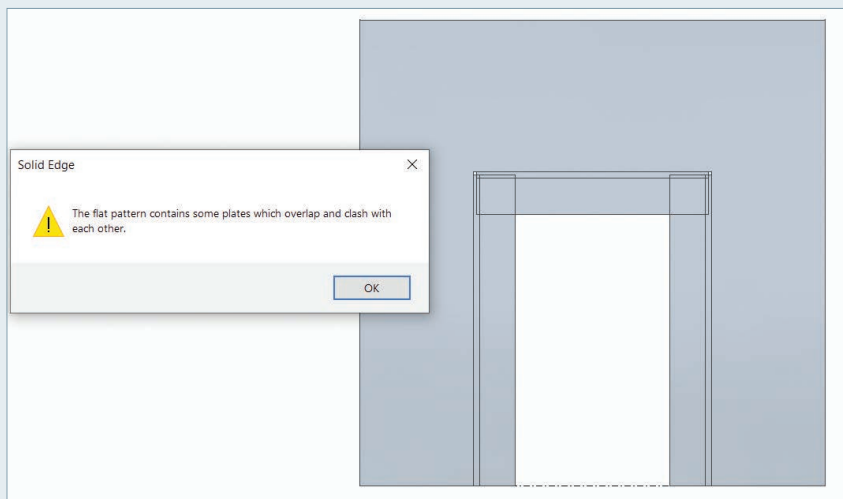 Solid Edge
The flat pattern contains some plates which overlap and clash with
each other.
OK